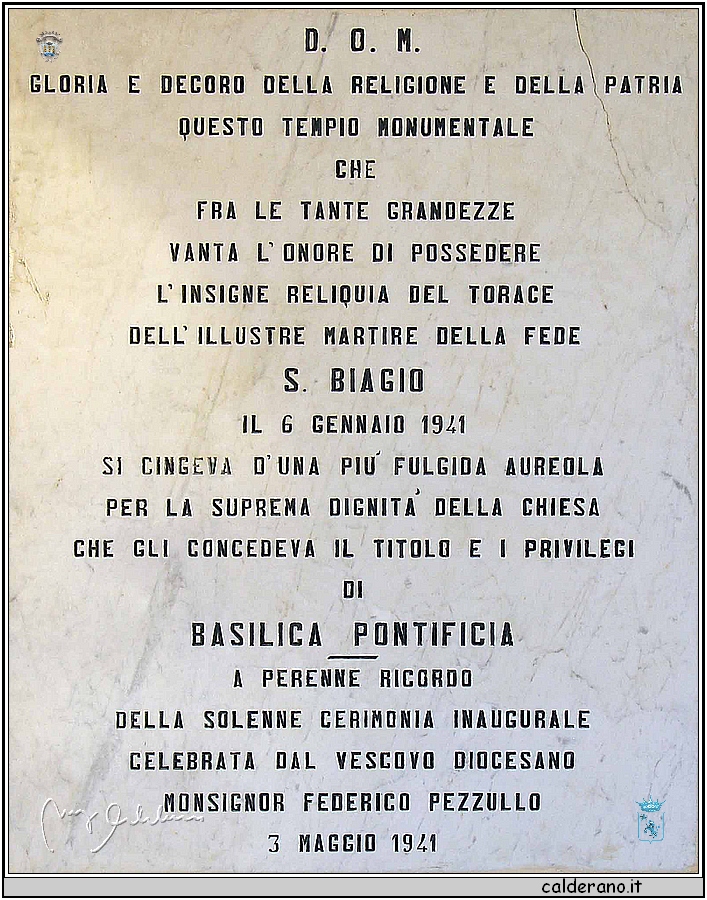 D. O. M.
GLORIA E DECORO DELLA RELIGIONE E DELLA PATRIA
QUESTO TEMPIO MONUMENTALE
CHE
FRA LE TANTE GRANDEZZE
VANTA L'ONORE DI POSSEDERE
L'INSIGNE RELIQUIA DEL TORACE
DELL'ILLUSTRE MARTIRE DELLA FEDE
S. BIAGIO
IL 6 GENNAIO 1941
SI CINGEVA D'UNA PIU' FULGIDA AUREOLA
PER LA SUPREMA DIGNITA' DELLA CHIESA
CHE GLI CONCEDEVA IL TITOLO E I PRIVILEGI
DI
BASILICA PONTIFICIA
A PERENNE RICORDO
DELLA SOLENNE CERIMONIA INAUGURALE
CELEBRATA DAL VESCOVO DIOCESANO
MONSIGNOR FEDERICO PEZZULLO
3 MAGGIO 1941
calderano.it